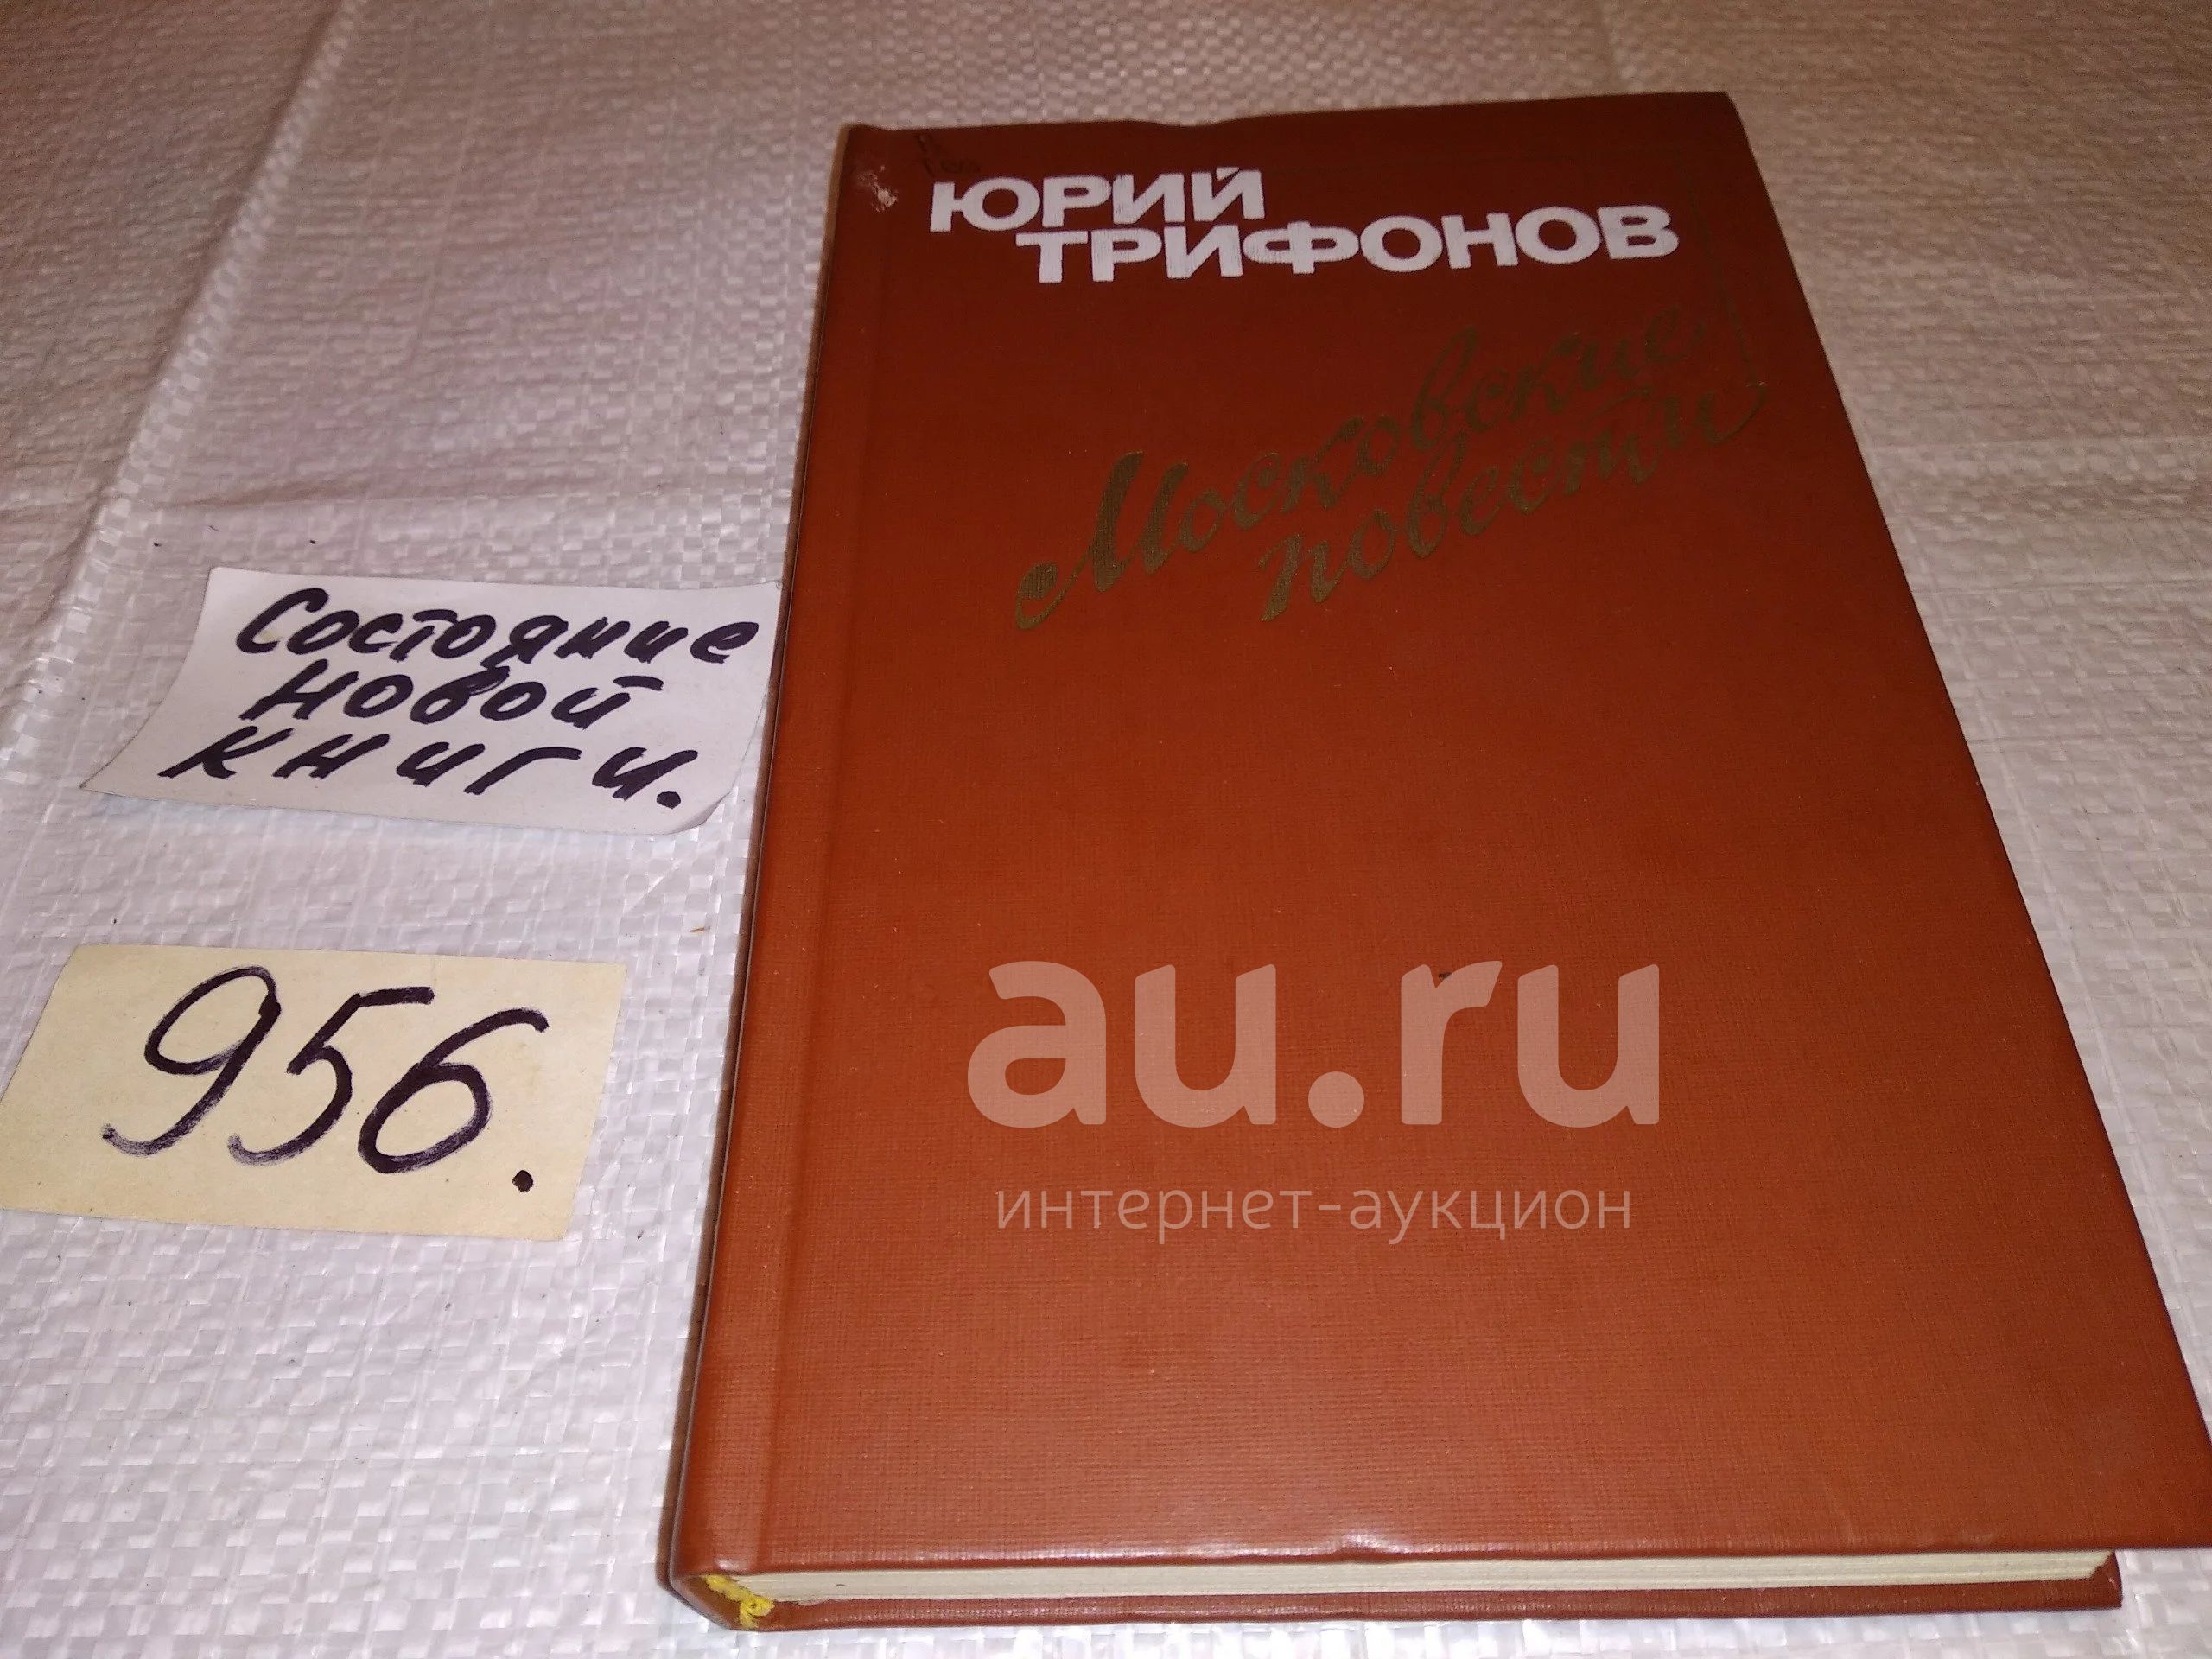 ЮРИЙ
ТРИФОНОВ
Московские
повести
Состояние
новой
книги.
956.
au.ru
интернет-аукцион